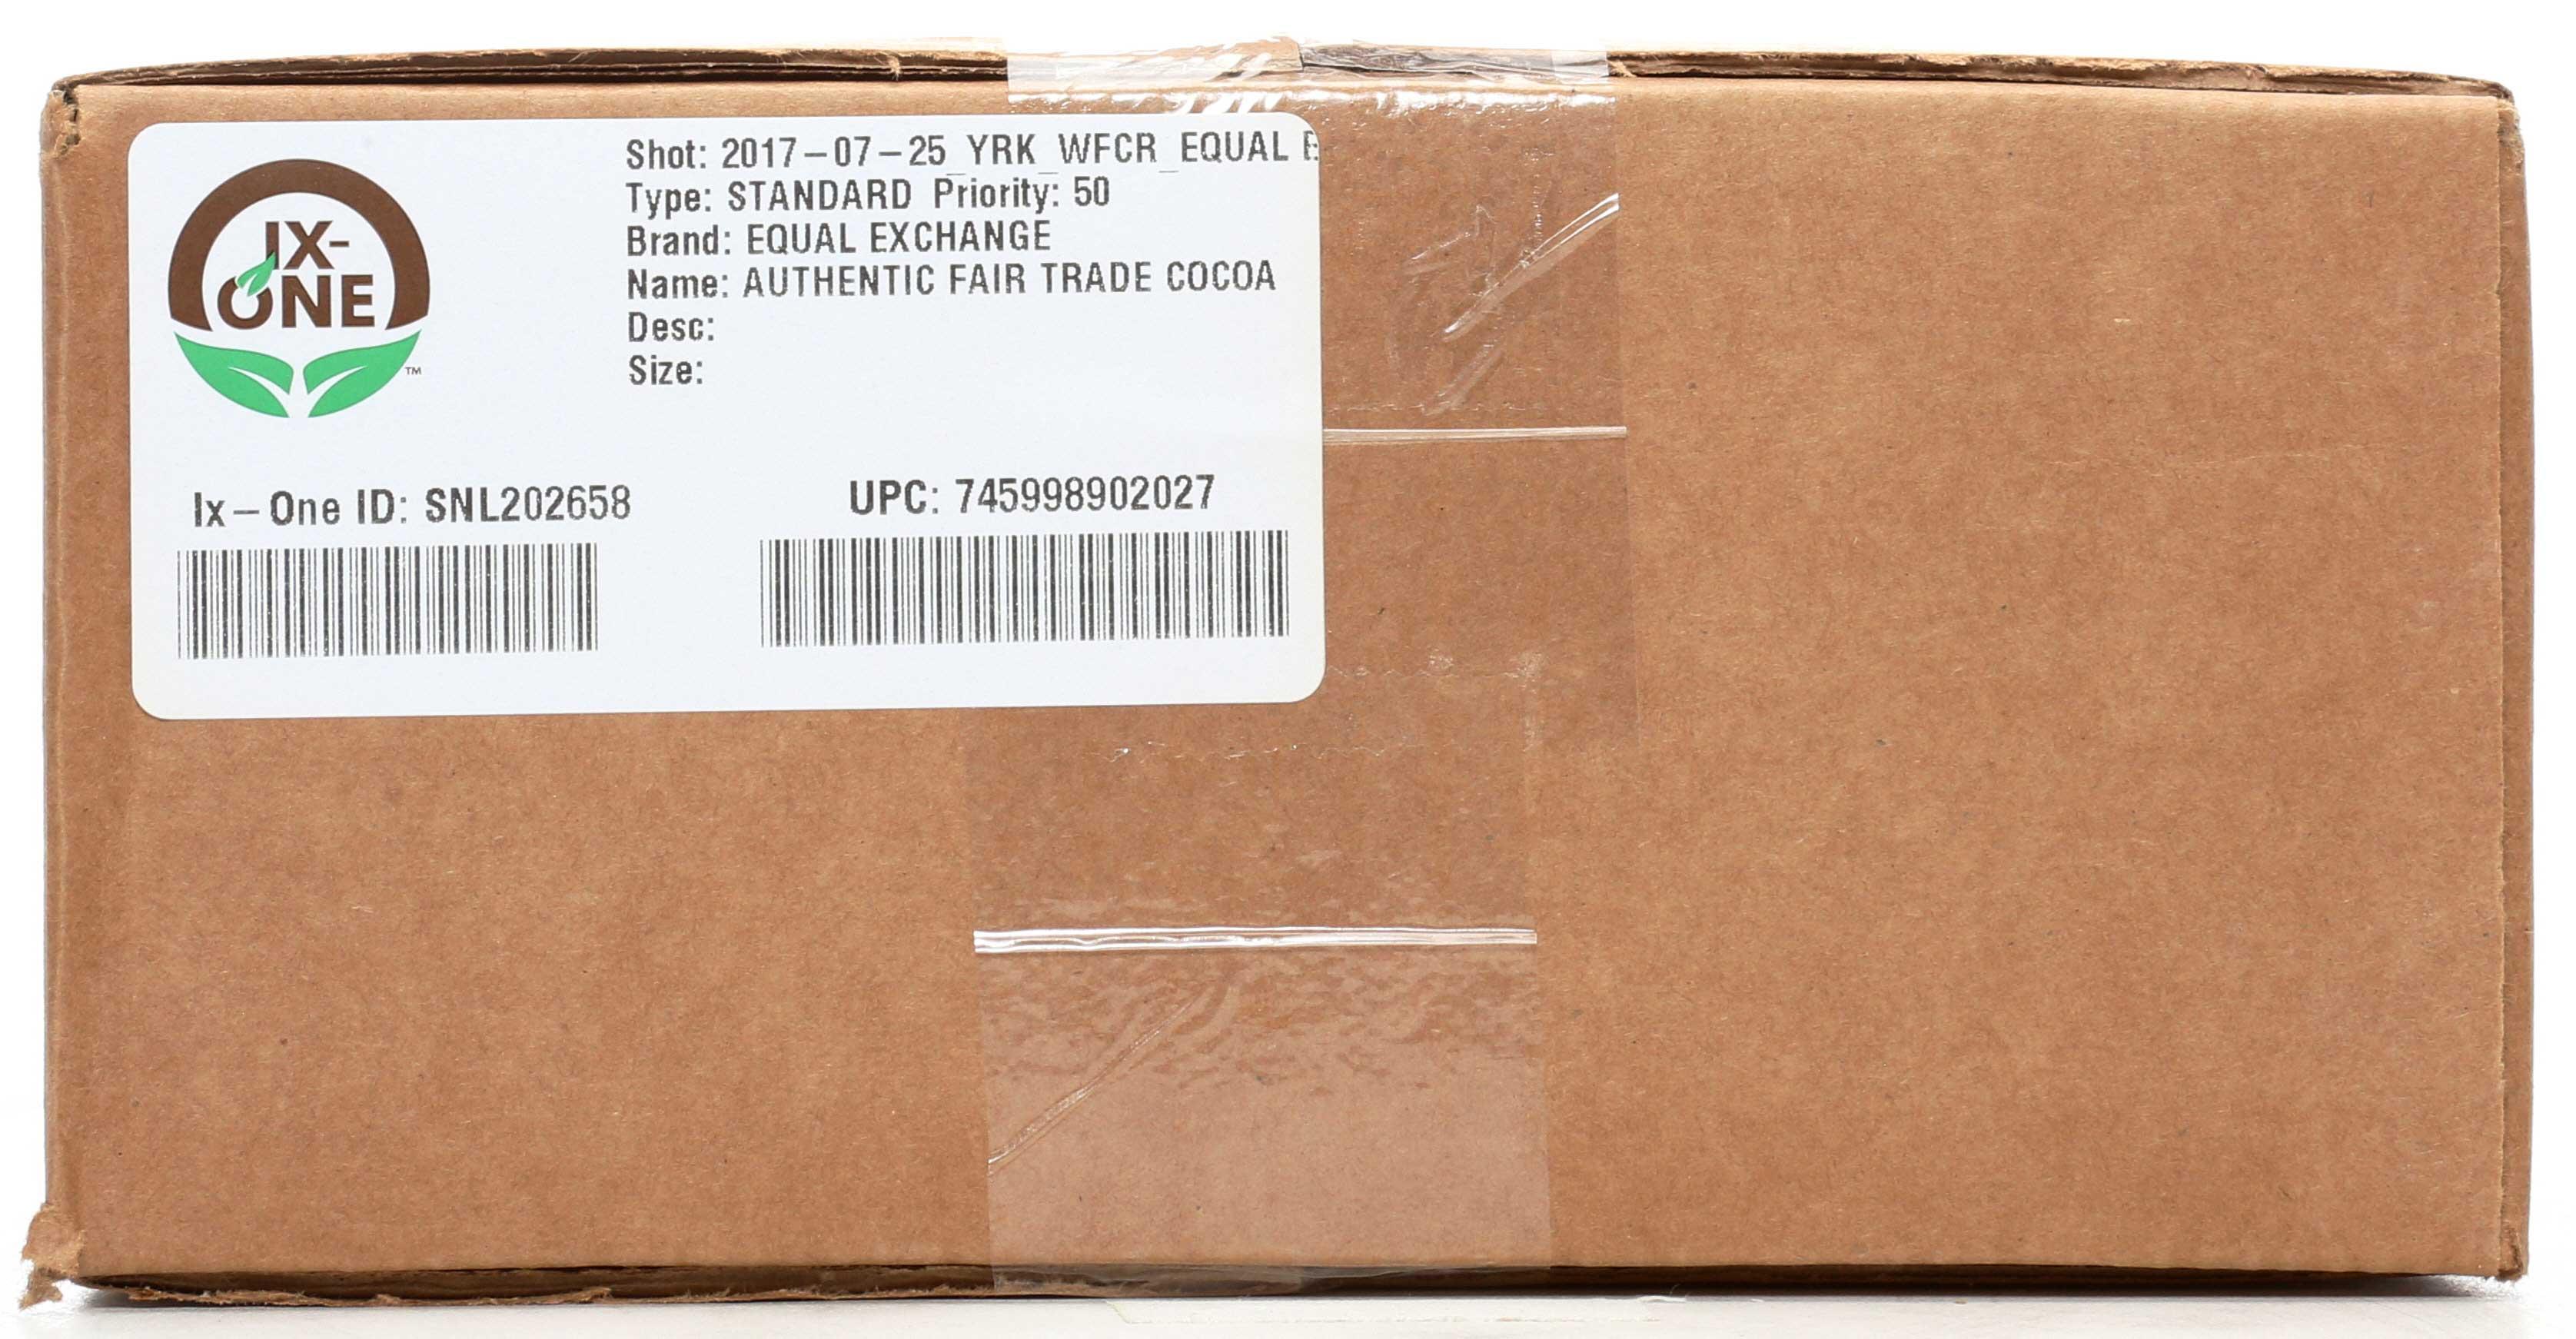 IX-
ONE
TM
Shot: 2017-07-25_YRK_WFCR_EQUAL
Type: STANDARD Priority: 50
Brand: EQUAL EXCHANGE
Name: AUTHENTIC FAIR TRADE COCOA
Desc:
Size:
Ix-One ID: SNL202658
UPC: 745998902027